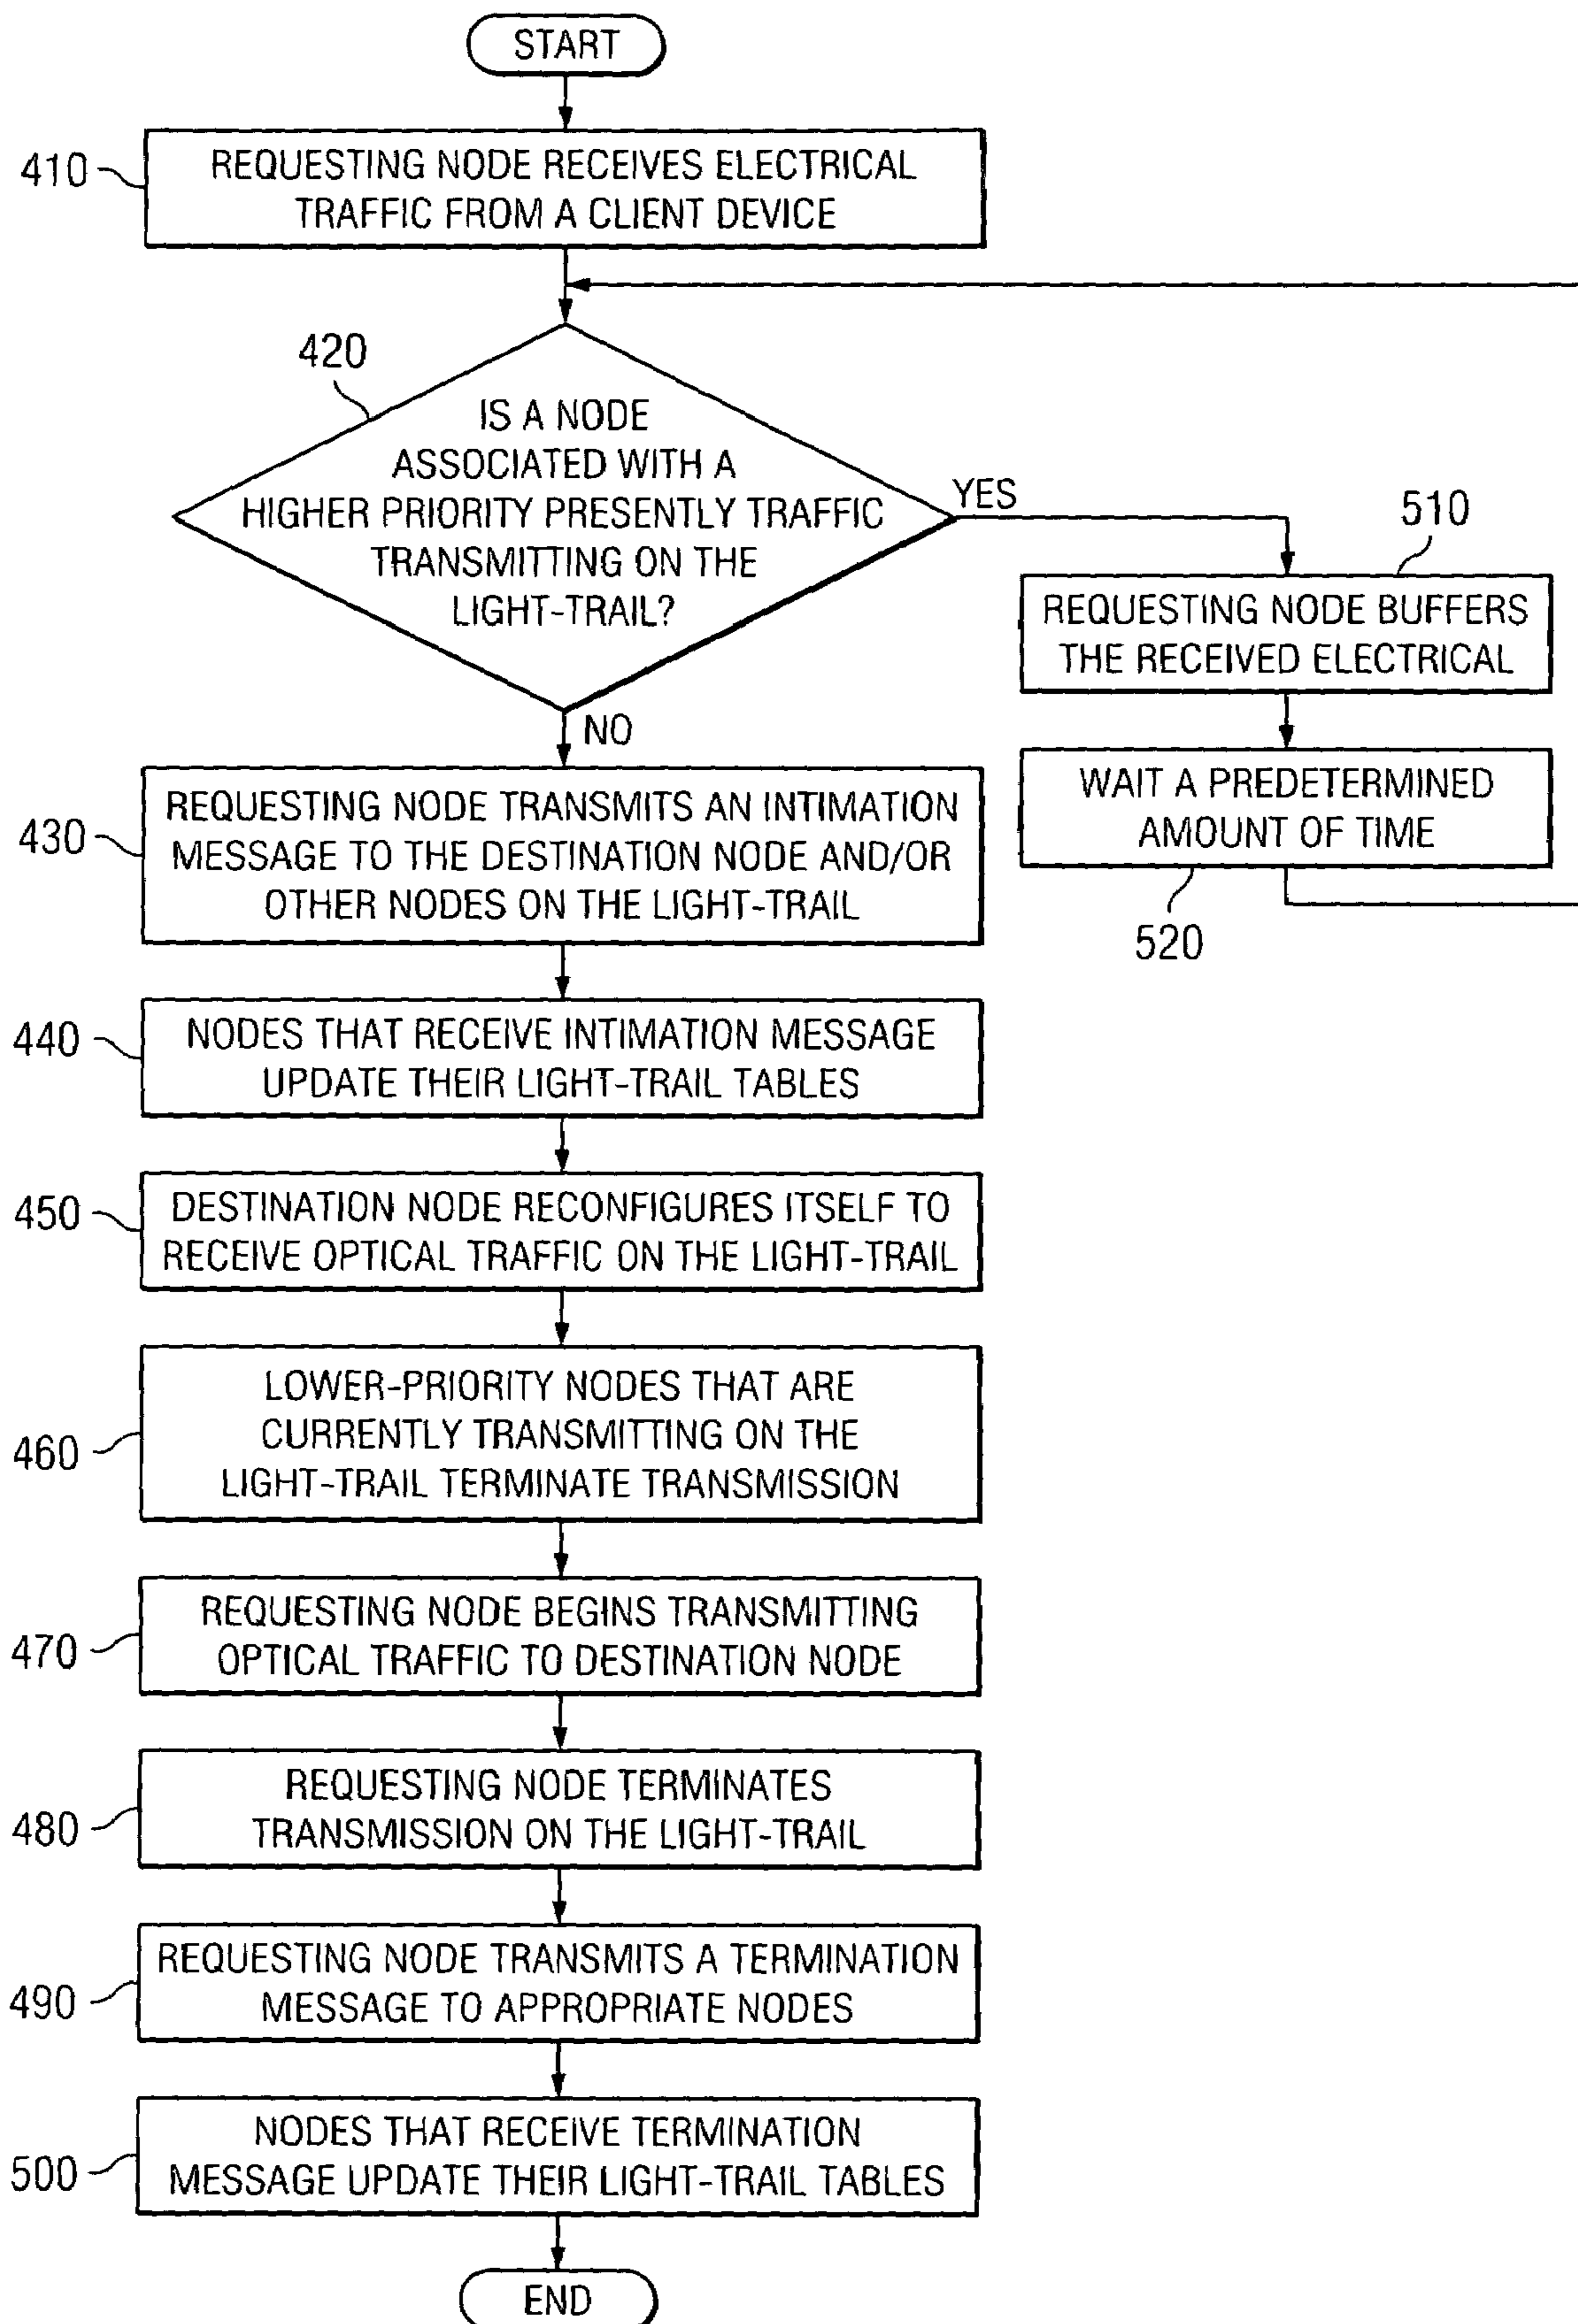 START
410
REQUESTING NODE RECEIVES ELECTRICAL
TRAFFIC FROM A CLIENT DEVICE
420
IS A NODE
ASSOCIATED WITH A
HIGHER PRIORITY PRESENTLY TRAFFIC
TRANSMITTING ON THE
LIGHT-TRAIL?
YES
NO
510
REQUESTING NODE BUFFERS
THE RECEIVED ELECTRICAL
WAIT A PREDETERMINED
AMOUNT OF TIME
520
430
REQUESTING NODE TRANSMITS AN INTIMATION
MESSAGE TO THE DESTINATION NODE AND/OR
OTHER NODES ON THE LIGHT-TRAIL
440
NODES THAT RECEIVE INTIMATION MESSAGE
UPDATE THEIR LIGHT-TRAIL TABLES
450
DESTINATION NODE RECONFIGURES ITSELF TO
RECEIVE OPTICAL TRAFFIC ON THE LIGHT-TRAIL
460
LOWER-PRIORITY NODES THAT ARE
CURRENTLY TRANSMITTING ON THE
LIGHT-TRAIL TERMINATE TRANSMISSION
470
REQUESTING NODE BEGINS TRANSMITTING
OPTICAL TRAFFIC TO DESTINATION NODE
480
REQUESTING NODE TERMINATES
TRANSMISSION ON THE LIGHT-TRAIL
490
REQUESTING NODE TRANSMITS A TERMINATION
MESSAGE TO APPROPRIATE NODES
500
NODES THAT RECEIVE TERMINATION
MESSAGE UPDATE THEIR LIGHT-TRAIL TABLES
END